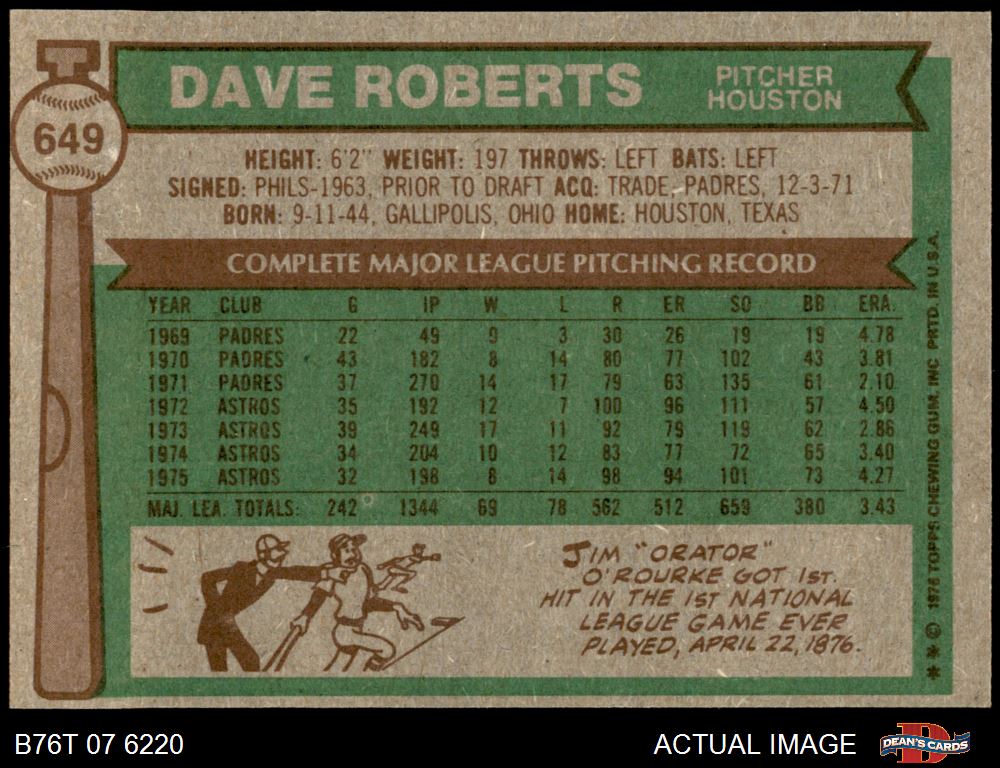 649
DAVE ROBERTS
PITCHER
HOUSTON
HEIGHT: 6'2" WEIGHT: 197 THROWS: LEFT BATS: LEFT
SIGNED: PHILS-1963, PRIOR TO DRAFT ACQ: TRADE, PADRES, 12-3-71
BORN: 9-11-44, GALLIPOLIS, OHIO HOME: HOUSTON, TEXAS
COMPLETE MAJOR LEAGUE PITCHING RECORD
YEAR CLUB G IP W L R ER SO BB ERA.
1969 PADRES 22 49 0 3 30 26 19 19 4.78
1970 PADRES 43 182 8 14 80 77 102 43 3.81
1971 PADRES 37 270 14 17 79 63 135 61 2.10
1972 ASTROS 35 192 12 7 100 96 111 57 4.50
1973 ASTROS 39 249 17 11 92 79 119 62 2.86
1974 ASTROS 34 204 10 12 83 77 72 65 3.40
1975 ASTROS 32 198 8 14 98 94 101 73 4.27
MAJ. LEA. TOTALS: 242 1344 69 78 562 512 659 380 3.43
JIM "ORATOR"
O'ROURKE GOT 1ST.
HIT IN THE 1ST NATIONAL
LEAGUE GAME EVER
PLAYED, APRIL 22, 1876.
** © 1976 TOPPS CHEWING GUM, INC. PRTD. IN U.S.A.
B76T 07 6220
ACTUAL IMAGE
DEAN'S CARDS